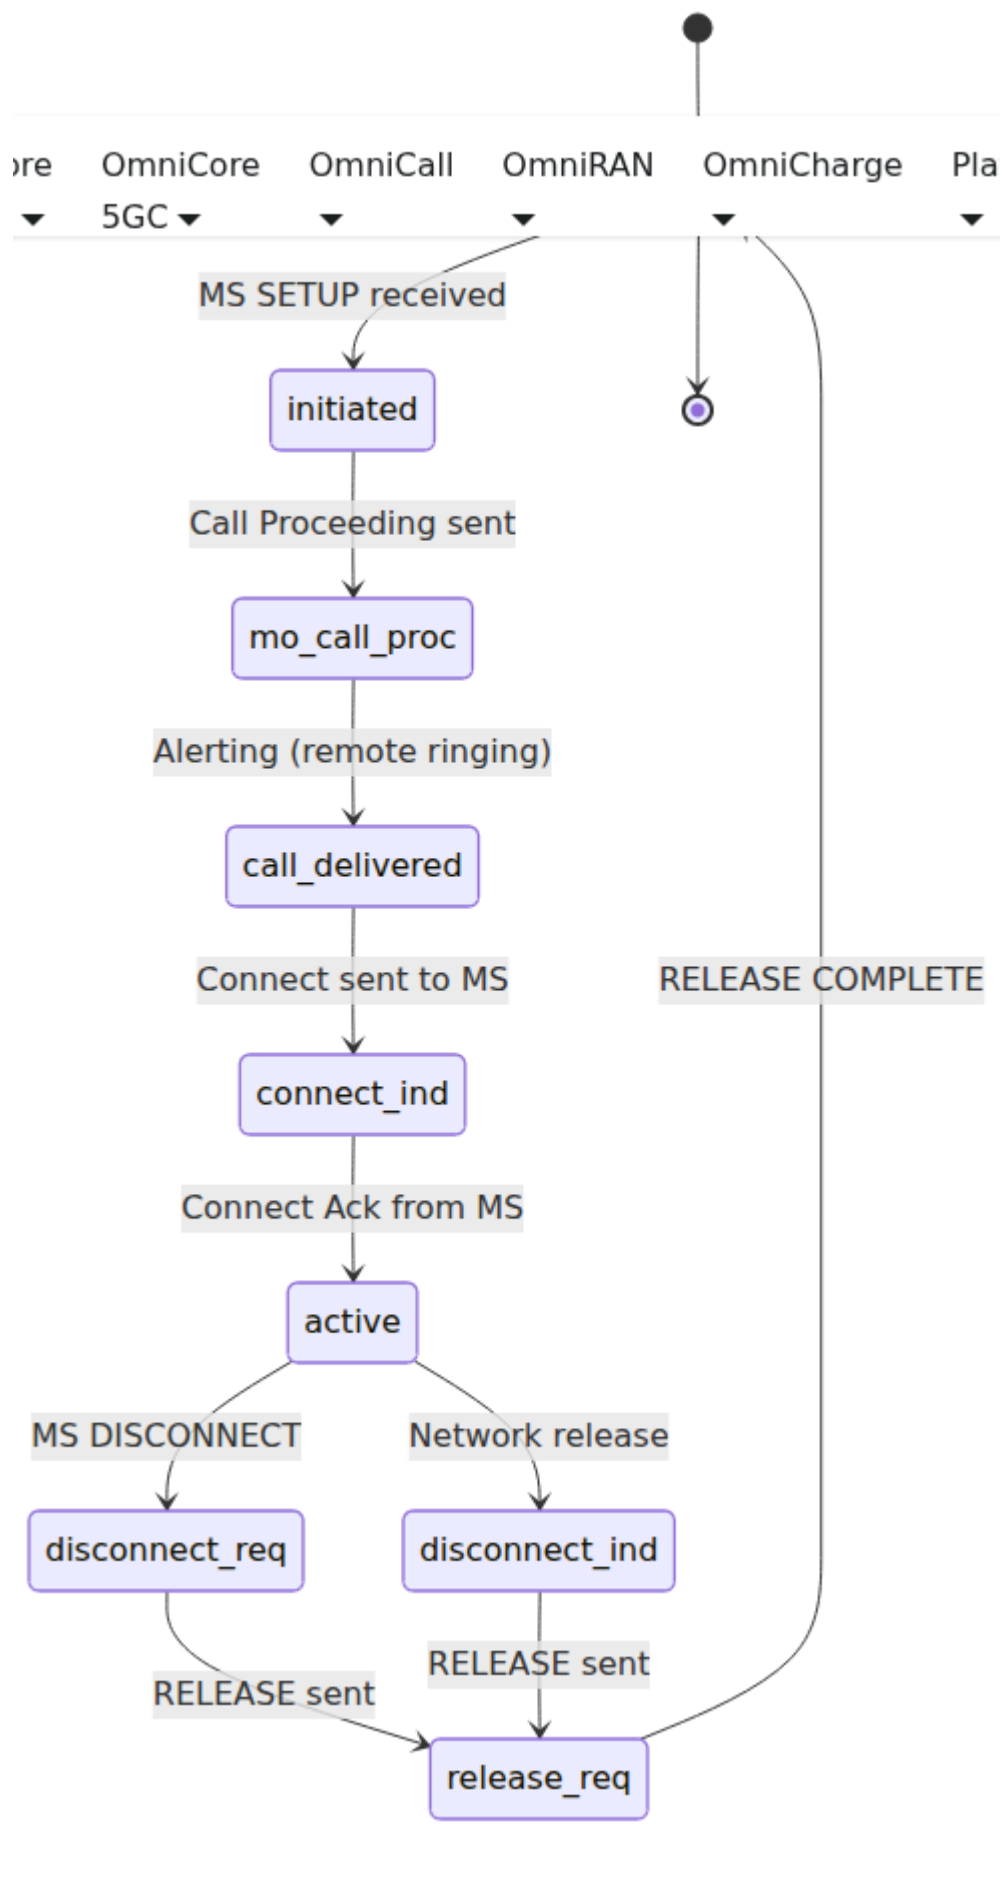 OmniCore OmniCall OmniRAN OmniCharge
5GC
MS SETUP received
initiated
Call Proceeding sent
mo_call_proc
Alerting (remote ringing)
call_delivered
Connect sent to MS
RELEASE COMPLETE
connect_ind
Connect Ack from MS
active
MS DISCONNECT
Network release
disconnect_req
disconnect_ind
RELEASE sent
RELEASE sent
release_req